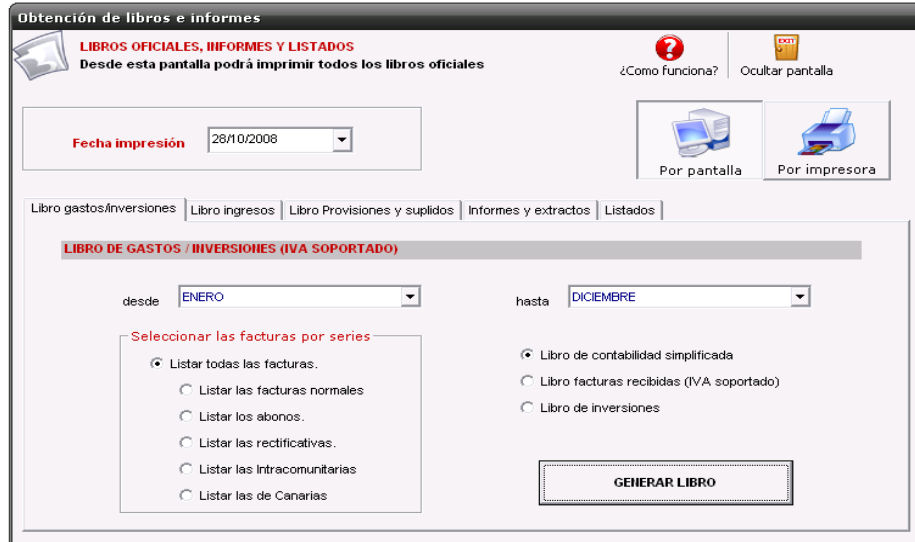 Obtención de libros e informes
LIBROS OFICIALES, INFORMES Y LISTADOS
Desde esta pantalla podrá imprimir todos los libros oficiales
¿Como funciona?
EXIT
Ocultar pantalla
Fecha impresión
28/10/2008
Por pantalla
Por impresora
Libro gastos/inversiones
Libro ingresos
Libro Provisiones y suplidos
Informes y extractos
Listados
LIBRO DE GASTOS / INVERSIONES (IVA SOPORTADO)
desde
ENERO
hasta
DICIEMBRE
Seleccionar las facturas por series
Listar todas las facturas.
Listar las facturas normales
Listar los abonos.
Listar las rectificativas.
Listar las Intracomunitarias
Listar las de Canarias
Libro de contabilidad simplificada
Libro facturas recibidas (IVA soportado)
Libro de inversiones
GENERAR LIBRO